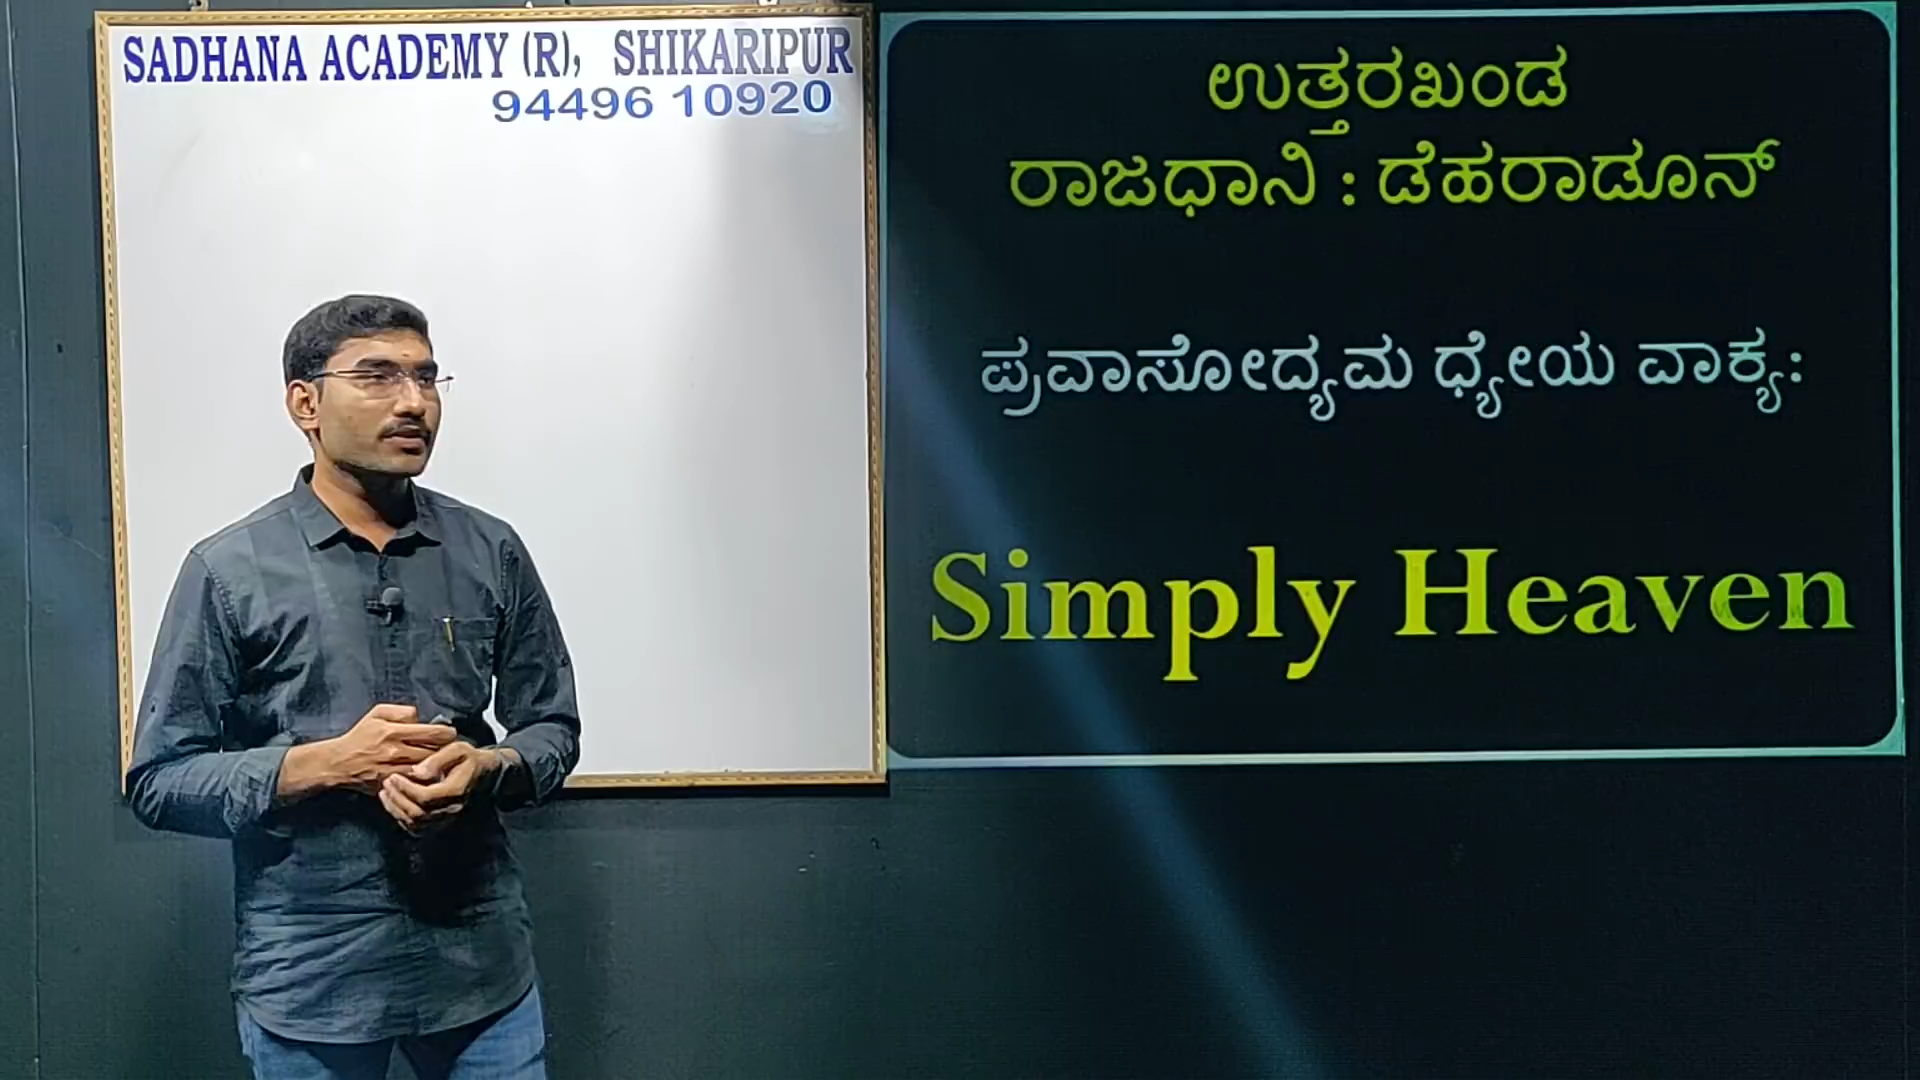 SADHANA ACADEMY (R), SHIKARIPUR
94496 10920
ಉತ್ತರಖಂಡ
ರಾಜಧಾನಿ : ಡೆಹರಾಡೂನ್
ಪ್ರವಾಸೋದ್ಯಮ ಧ್ಯೇಯ ವಾಕ್ಯ:
Simply Heaven